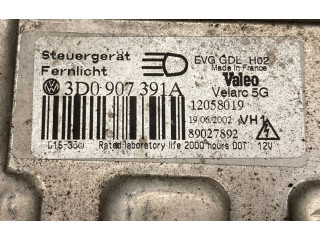 Steuergerät
Fernlicht
EVG GDL H02
Made in France
Valeo
Velarc 5G
3D0 907 391A
12058019
19/06/2002
VH1
89027892
Rated laboratory life 2000 hours DOT
12V